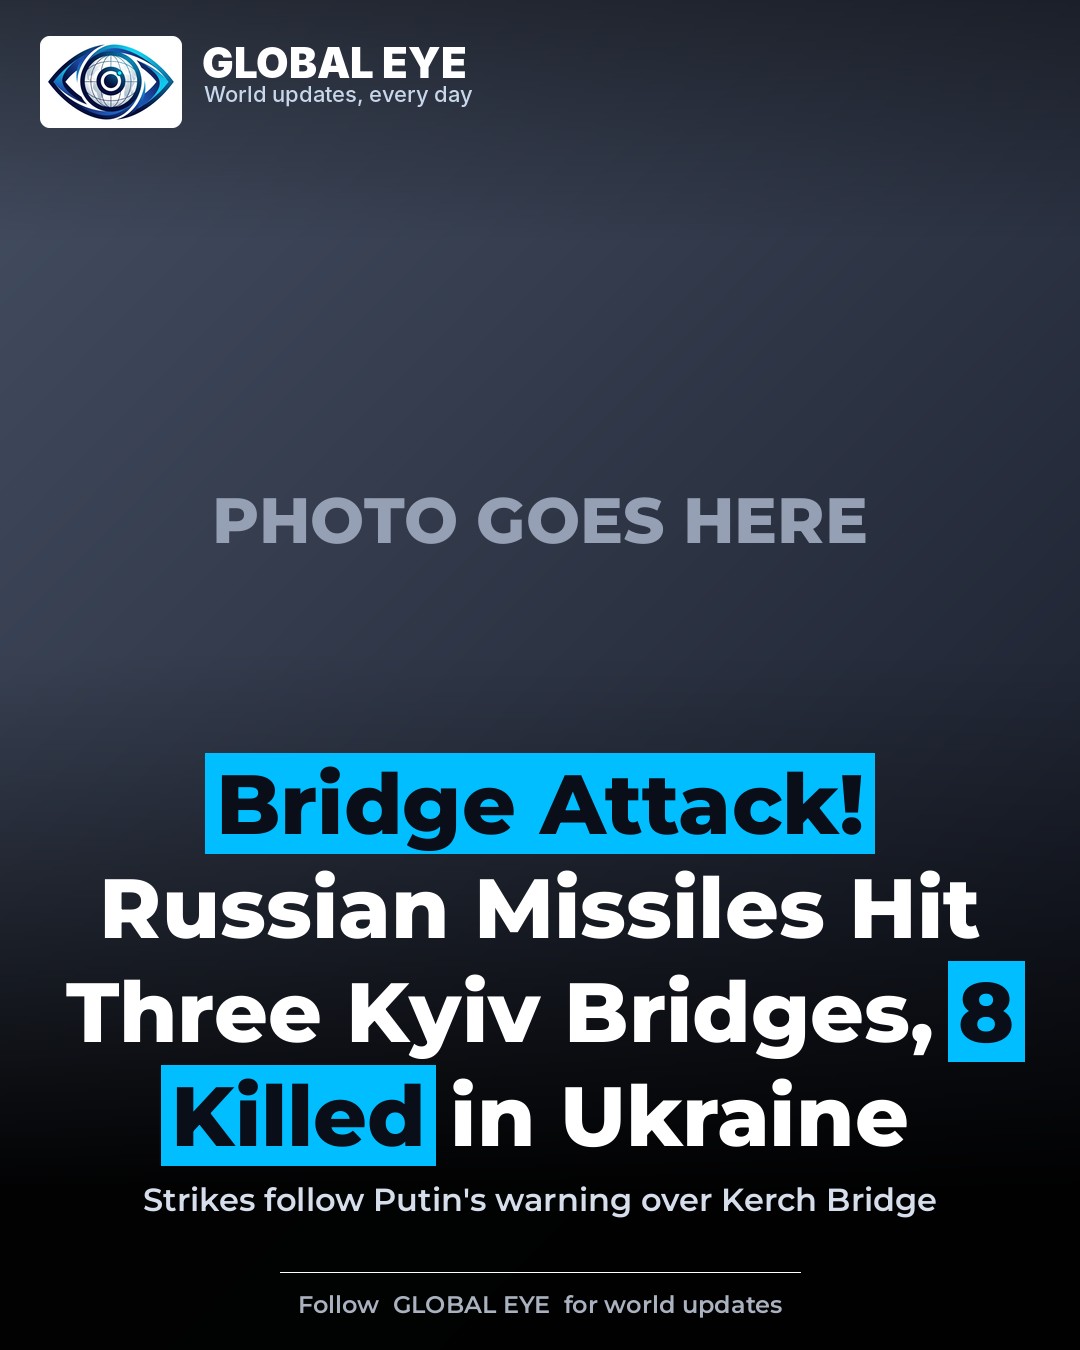 GLOBAL EYE
World updates, every day
PHOTO GOES HERE
Bridge Attack!
Russian Missiles Hit
Three Kyiv Bridges, 8
Killed in Ukraine
Strikes follow Putin's warning over Kerch Bridge
Follow GLOBAL EYE for world updates